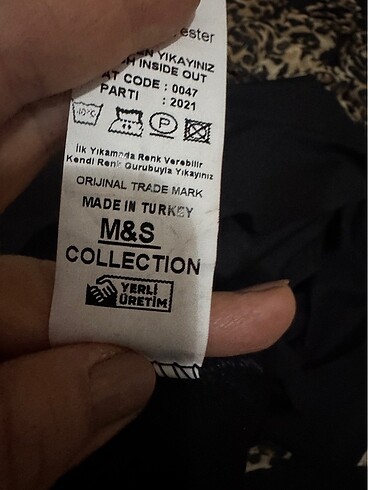 ester
YIKAYINIZ
INSIDE OUT
AT CODE : 0047
PARTI : 2021
P
İlk Yıkamada Renk Verebilir
Kendi Renk Gurubuyla Yıkayınız
ORIJINAL TRADE MARK
MADE IN TURKEY
M&S
COLLECTION
YERLİ
ÜRETİM